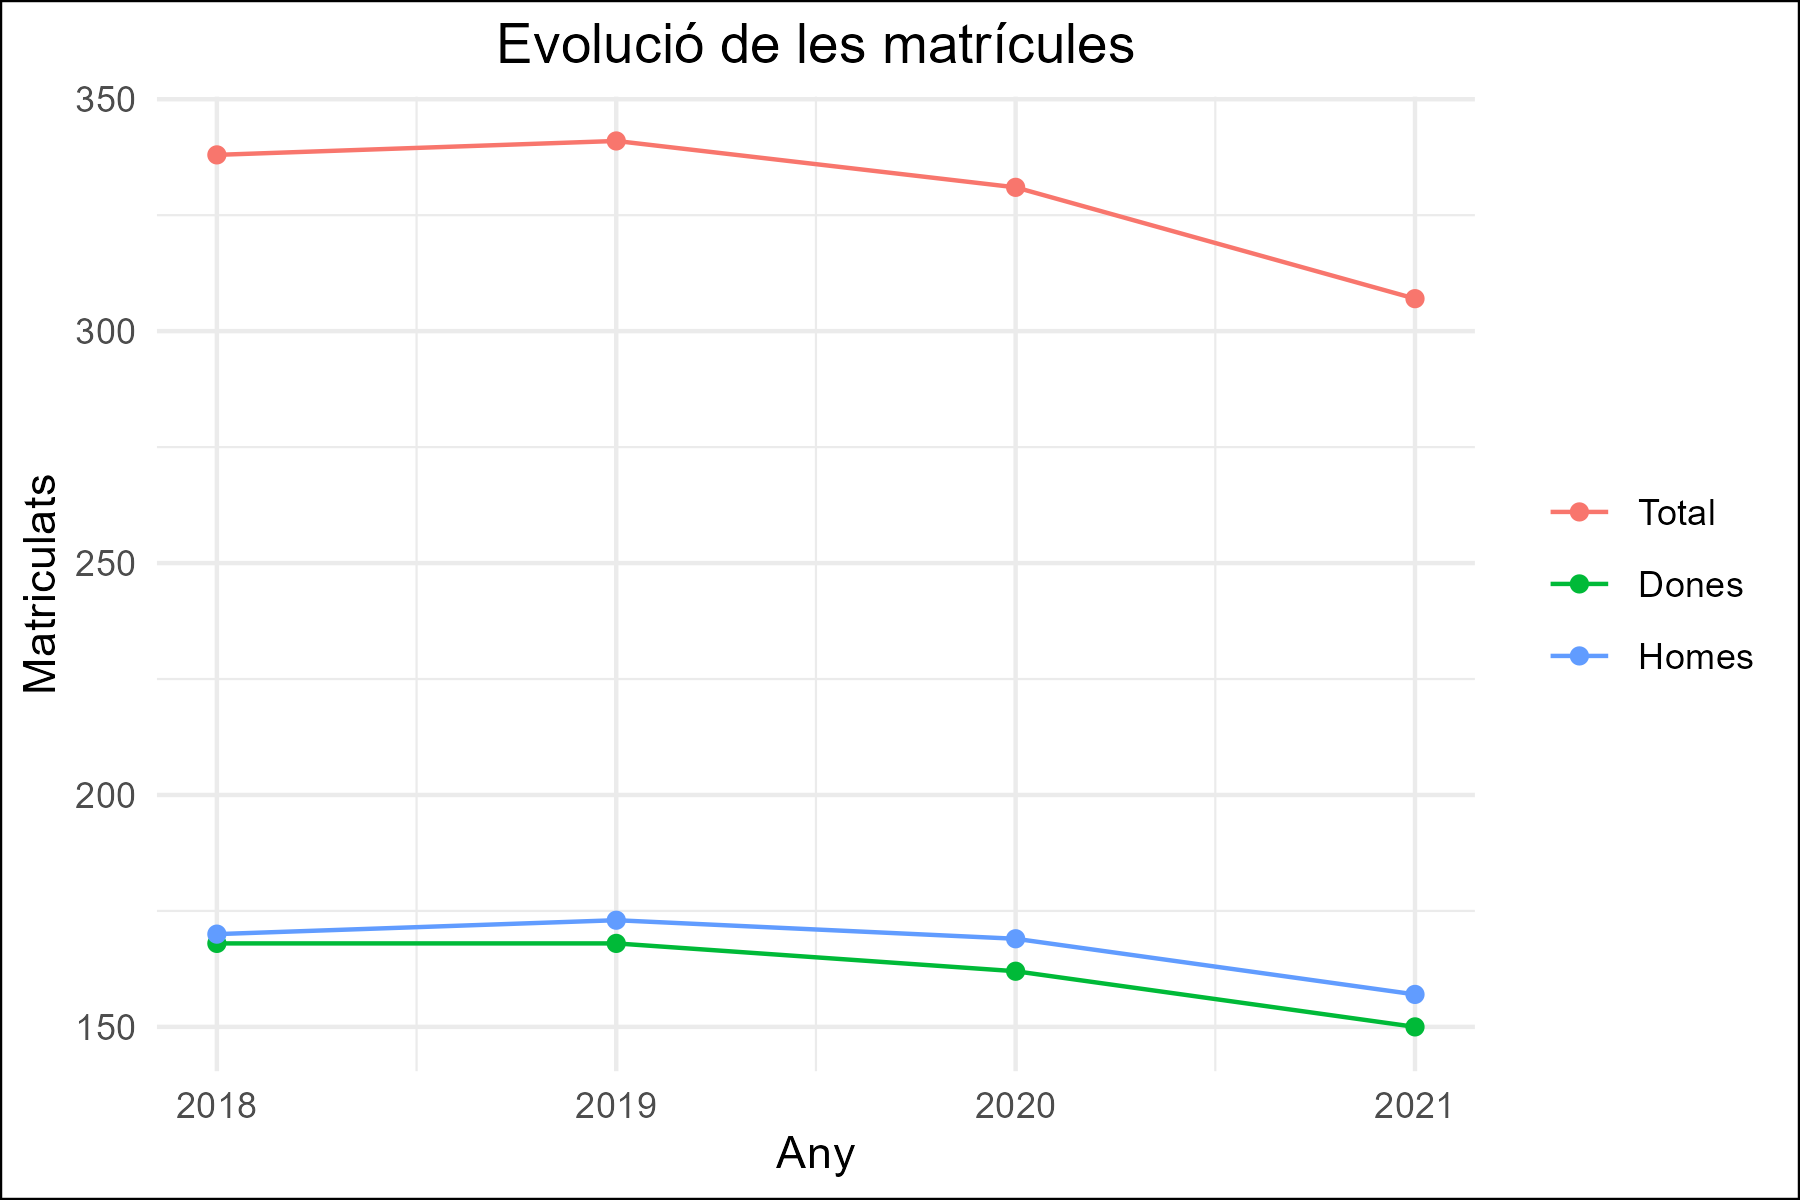 Evolució de les matrícules
350
300
250
200
150
Matriculats
2018 2019 2020 2021
Any
Total
Dones
Homes